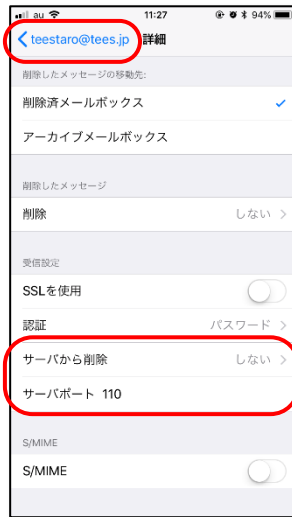 au 11:27 94%
teestaro@tees.jp 詳細
削除したメッセージの移動先:
削除済メールボックス
アーカイブメールボックス
削除したメッセージ
削除 しない
受信設定
SSLを使用
認証 パスワード
サーバから削除 しない
サーバポート 110
S/MIME
S/MIME